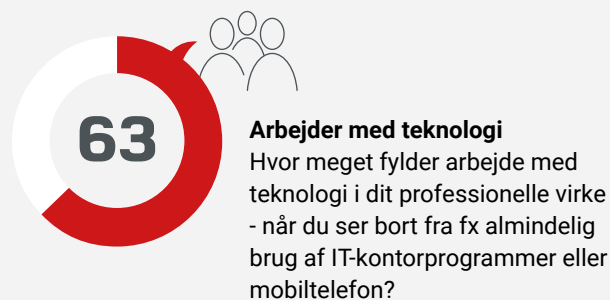 63
Arbejder med teknologi
Hvor meget fylder arbejde med
teknologi i dit professionelle virke
- når du ser bort fra fx almindelig
brug af IT-kontorprogrammer eller
mobiltelefon?